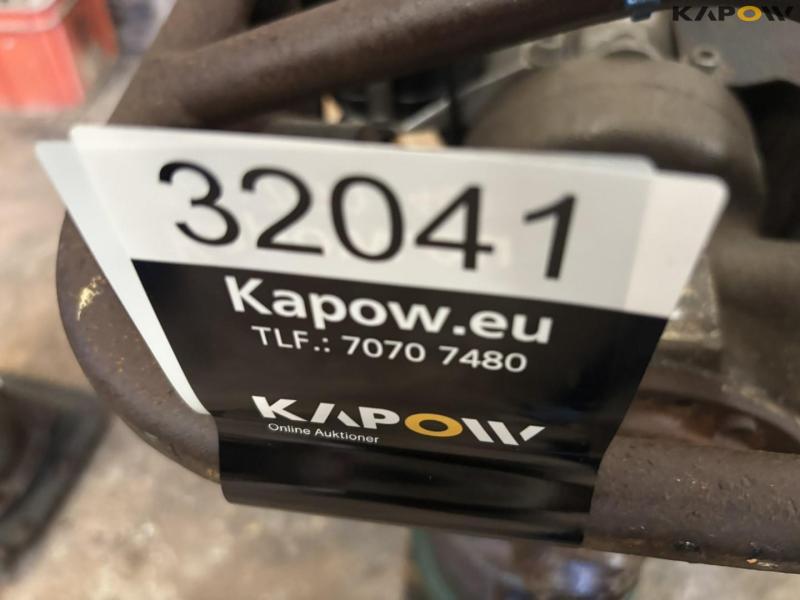 KAPOW
32041
Kapow.eu
TLF.: 7070 7480
KAPOW
Online Auktioner